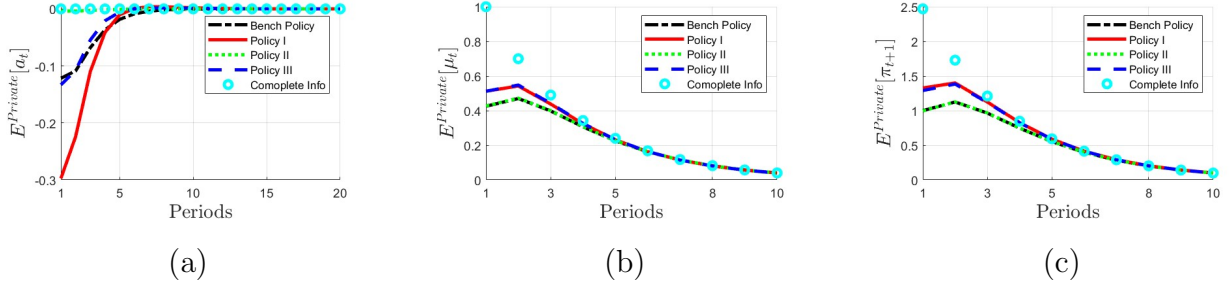 0
-0.1
-0.2
-0.3
1 5 10 15 20
E^{Private}[a_t]
Periods
Bench Policy
Policy I
Policy II
Policy III
Comoplete Info
(a)
1
0.8
0.6
0.4
0.2
0
1 3 5 8 10
E^{Private}[μ_t]
Periods
Bench Policy
Policy I
Policy II
Policy III
Comoplete Info
(b)
2.5
2
1.5
1
0.5
0
1 3 5 8 10
E^{Private}[π_{t+1}]
Periods
Bench Policy
Policy I
Policy II
Policy III
Comoplete Info
(c)